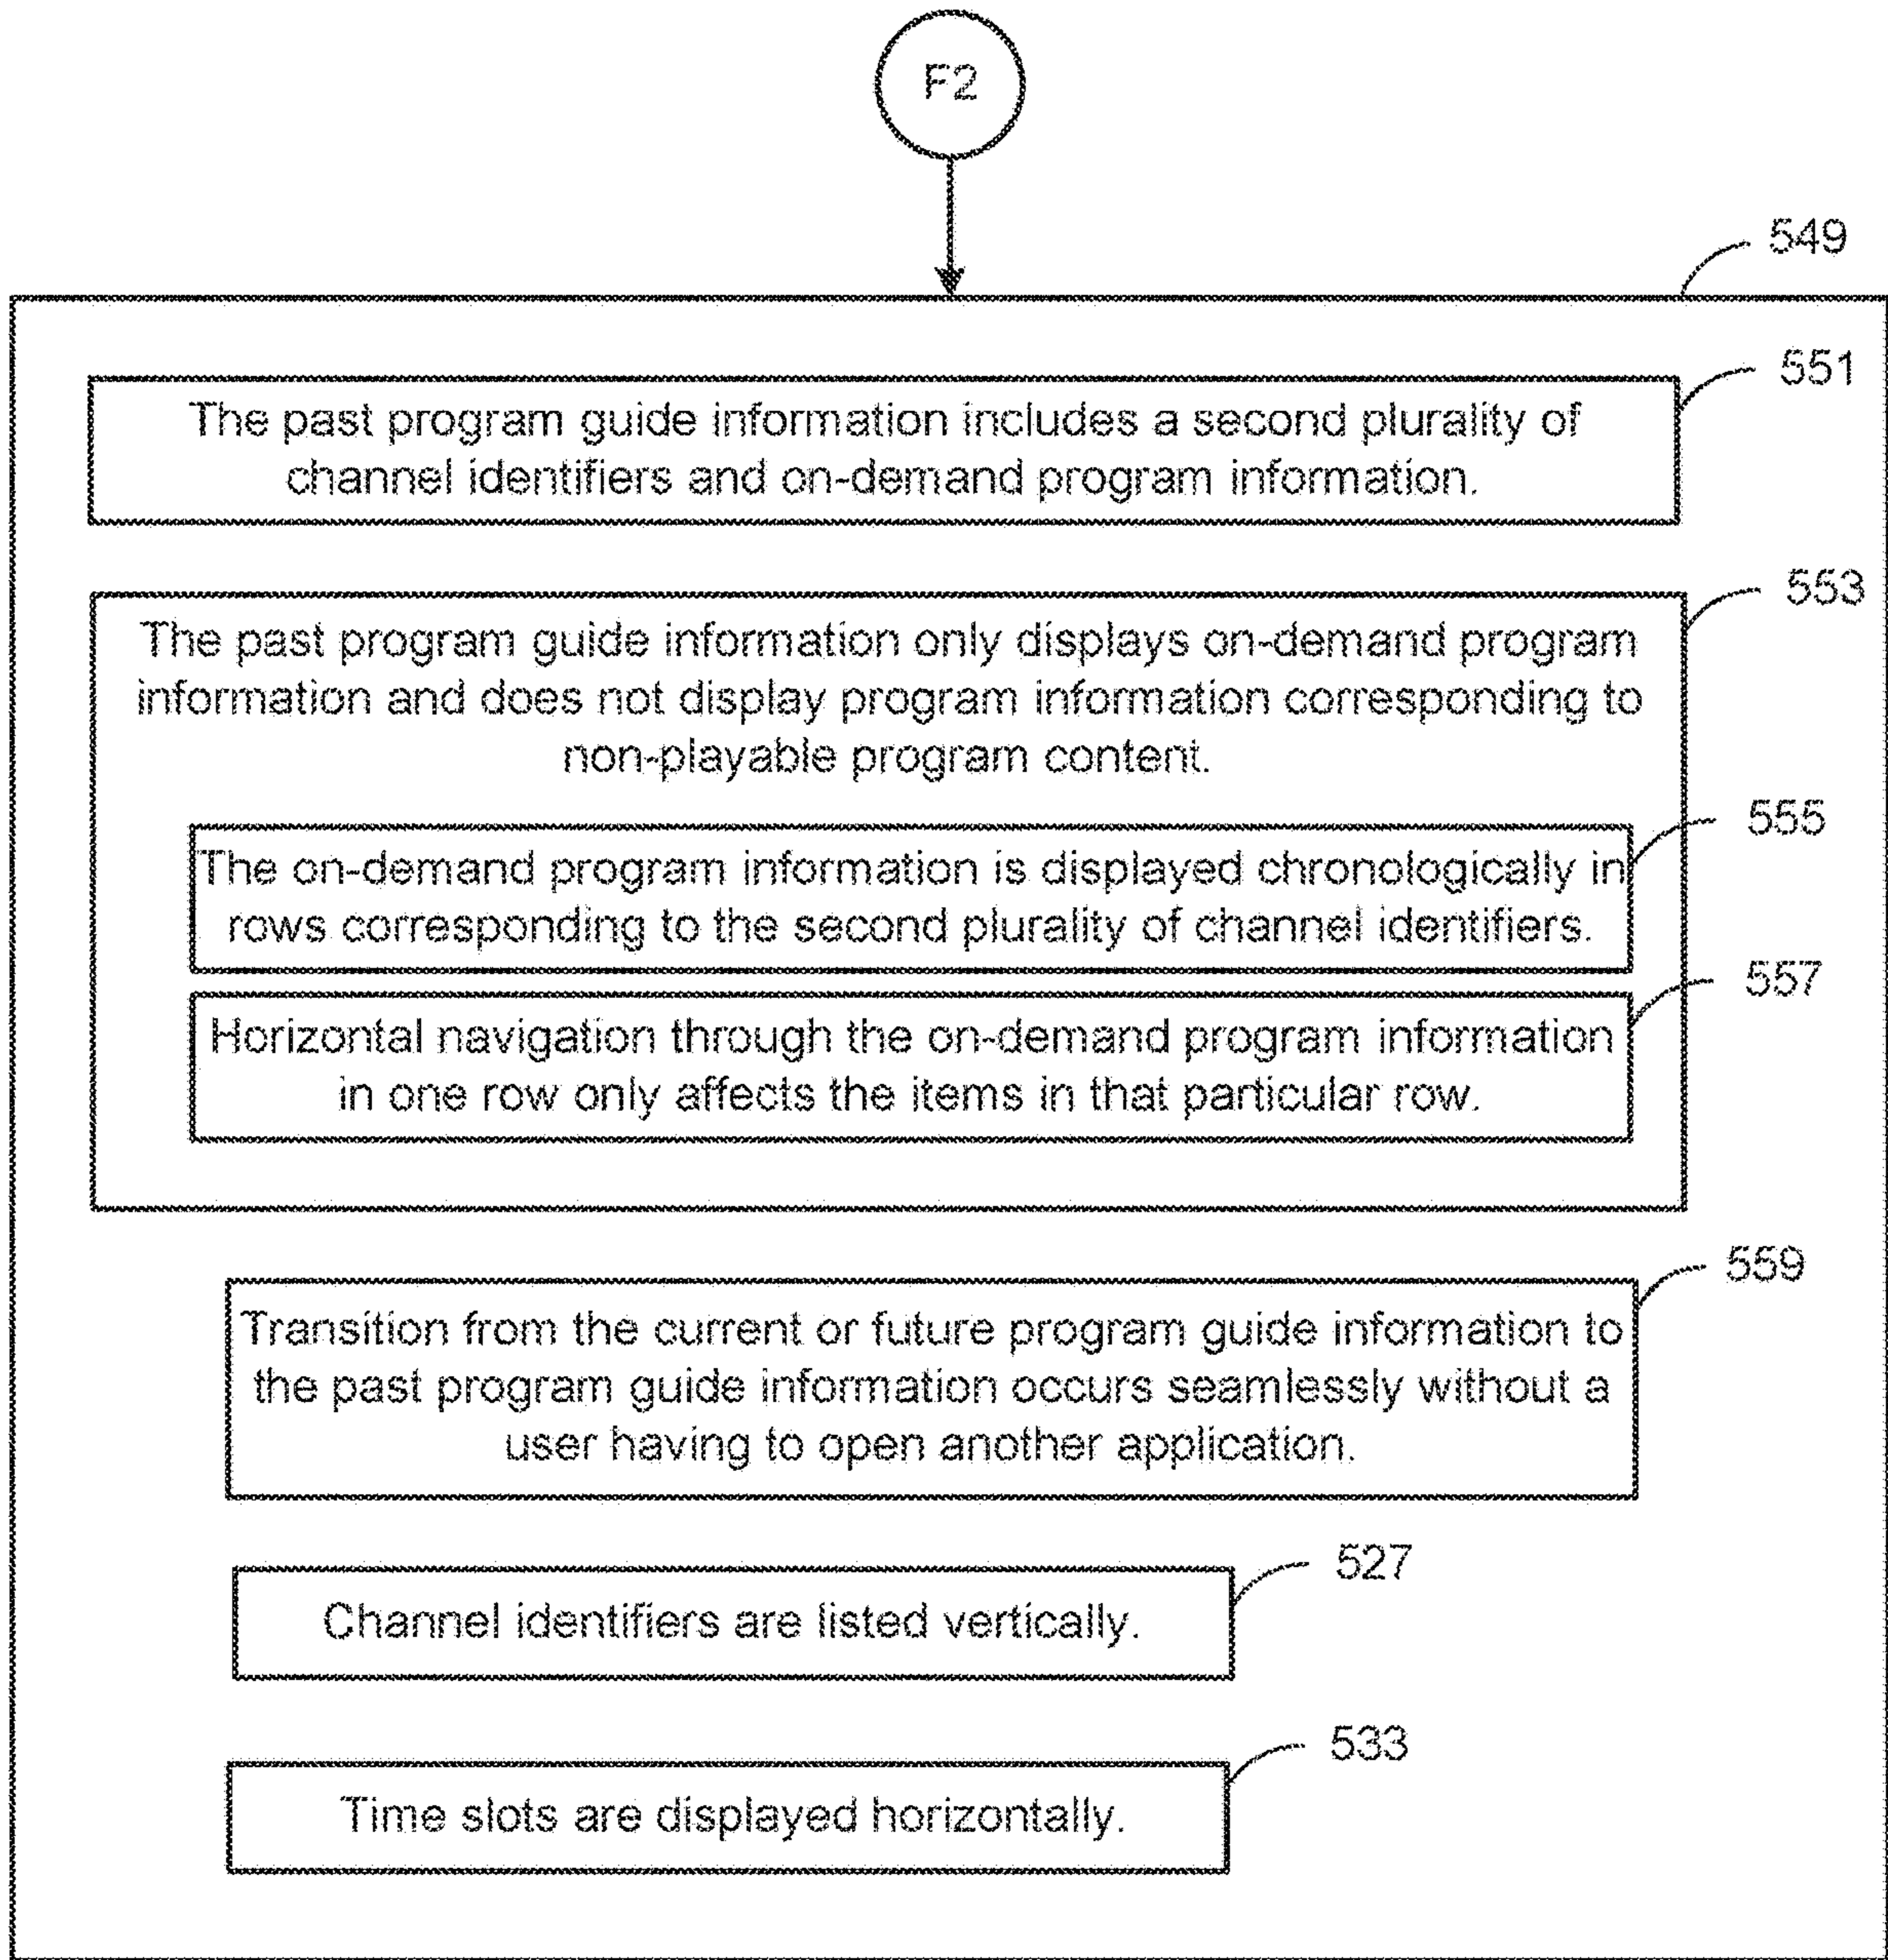 F2
549
551
The past program guide information includes a second plurality of
channel identifiers and on-demand program information.
553
The past program guide information only displays on-demand program
information and does not display program information corresponding to
non-playable program content.
555
The on-demand program information is displayed chronologically in
rows corresponding to the second plurality of channel identifiers.
557
Horizontal navigation through the on-demand program information
in one row only affects the items in that particular row.
559
Transition from the current or future program guide information to
the past program guide information occurs seamlessly without a
user having to open another application.
527
Channel identifiers are listed vertically.
533
Time slots are displayed horizontally.